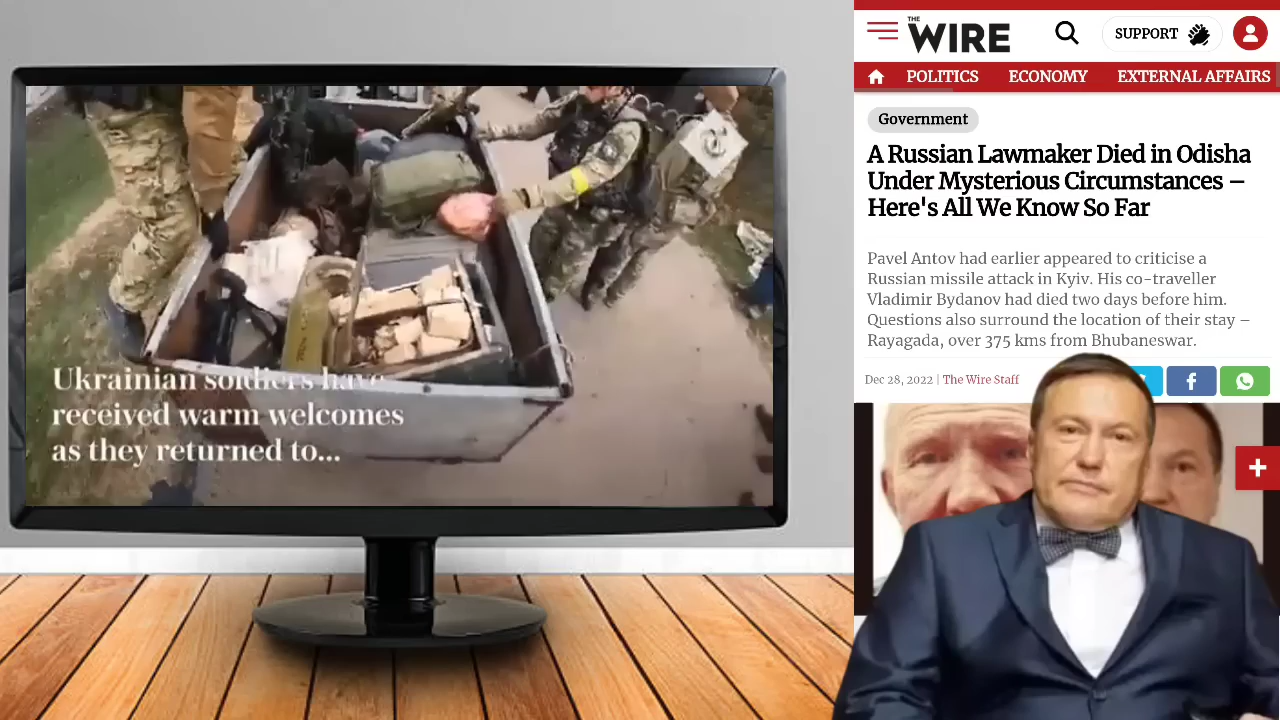 Ukrainian soldiers have
received warm welcomes
as they returned to...
THE
WIRE
SUPPORT
POLITICS ECONOMY EXTERNAL AFFAIRS
Government
A Russian Lawmaker Died in Odisha
Under Mysterious Circumstances –
Here's All We Know So Far
Pavel Antov had earlier appeared to criticise a
Russian missile attack in Kyiv. His co-traveller
Vladimir Bydanov had died two days before him.
Questions also surround the location of their stay –
Rayagada, over 375 kms from Bhubaneswar.
Dec 28, 2022 | The Wire Staff